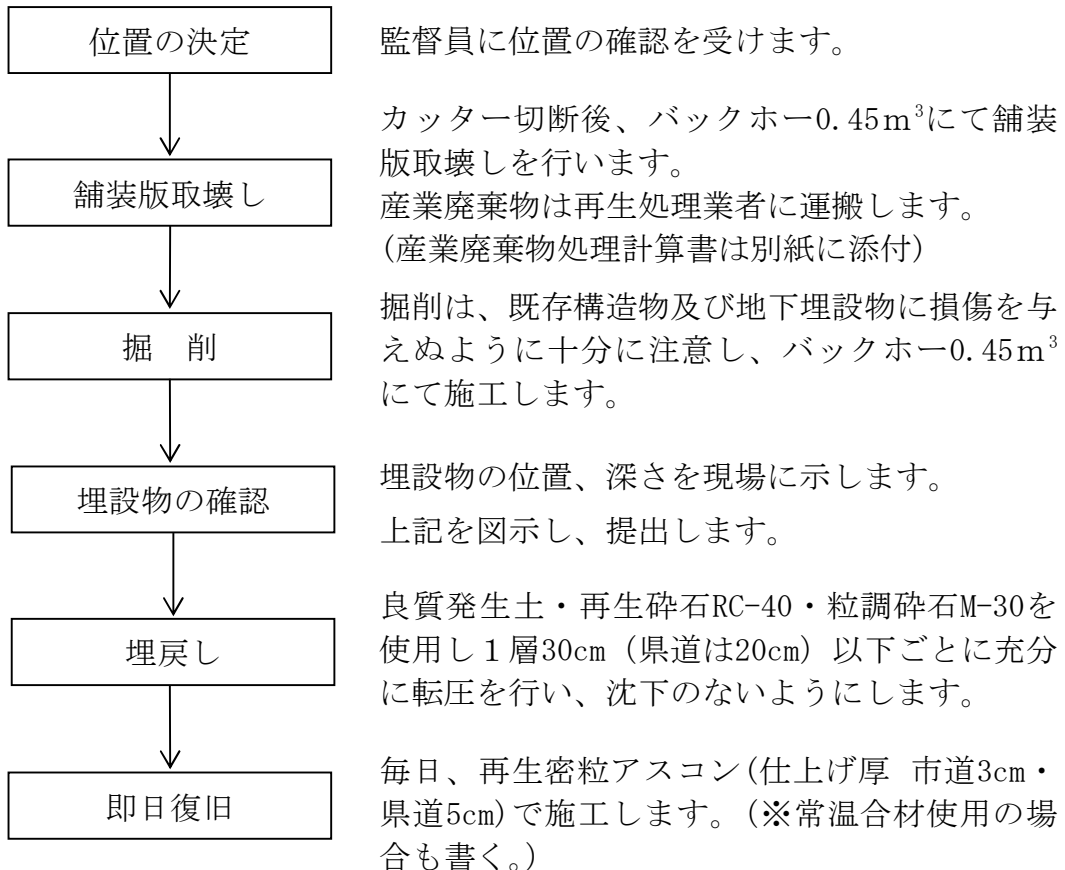 位置の決定
監督員に位置の確認を受けます。
カッター切断後、バックホー0.45ｍ³にて舗装
版取壊しを行います。
舗装版取壊し
産業廃棄物は再生処理業者に運搬します。
(産業廃棄物処理計算書は別紙に添付)
掘削は、既存構造物及び地下埋設物に損傷を与
掘　削
えぬように十分に注意し、バックホー0.45ｍ³
にて施工します。
埋設物の確認
埋設物の位置、深さを現場に示します。
上記を図示し、提出します。
良質発生土・再生砕石RC-40・粒調砕石M-30を
埋戻し
使用し１層30cm（県道は20cm）以下ごとに充分
に転圧を行い、沈下のないようにします。
毎日、再生密粒アスコン(仕上げ厚 市道3cm・
即日復旧
県道5cm)で施工します。(※常温合材使用の場
合も書く。)